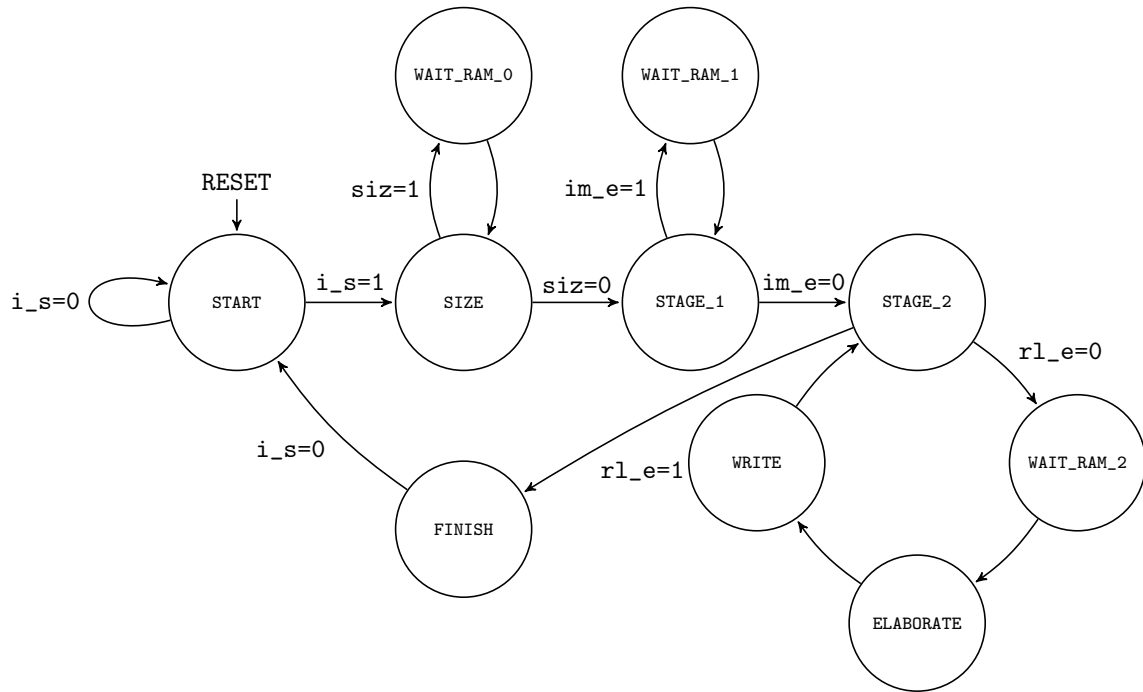 WAIT_RAM_0
WAIT_RAM_1
siz=1
im_e=1
RESET
i_s=0
START
i_s=1
SIZE
siz=0
STAGE_1
im_e=0
STAGE_2
rl_e=0
i_s=0
rl_e=1
WRITE
WAIT_RAM_2
FINISH
ELABORATE